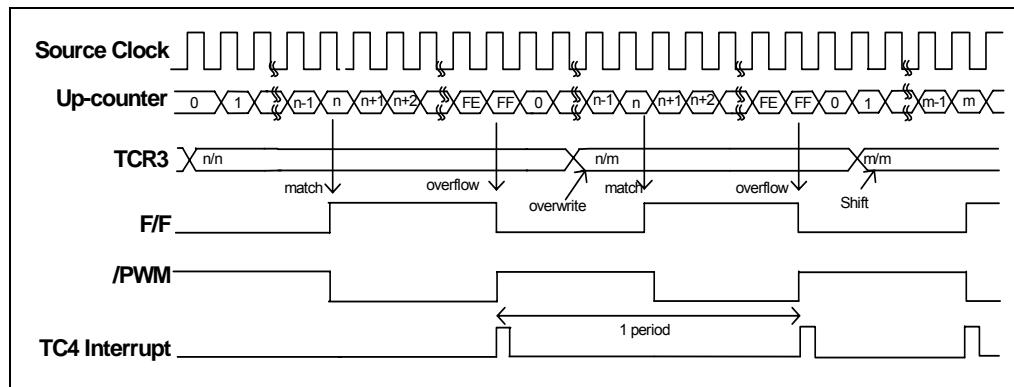 Source Clock
Up-counter 0 1 n-1 n n+1 n+2 FE FF 0 n-1 n n+1 n+2 FE FF 0 1 m-1 m
TCR3 n/n n/m m/m
match overflow overwrite match overflow Shift
F/F
/PWM
1 period
TC4 Interrupt